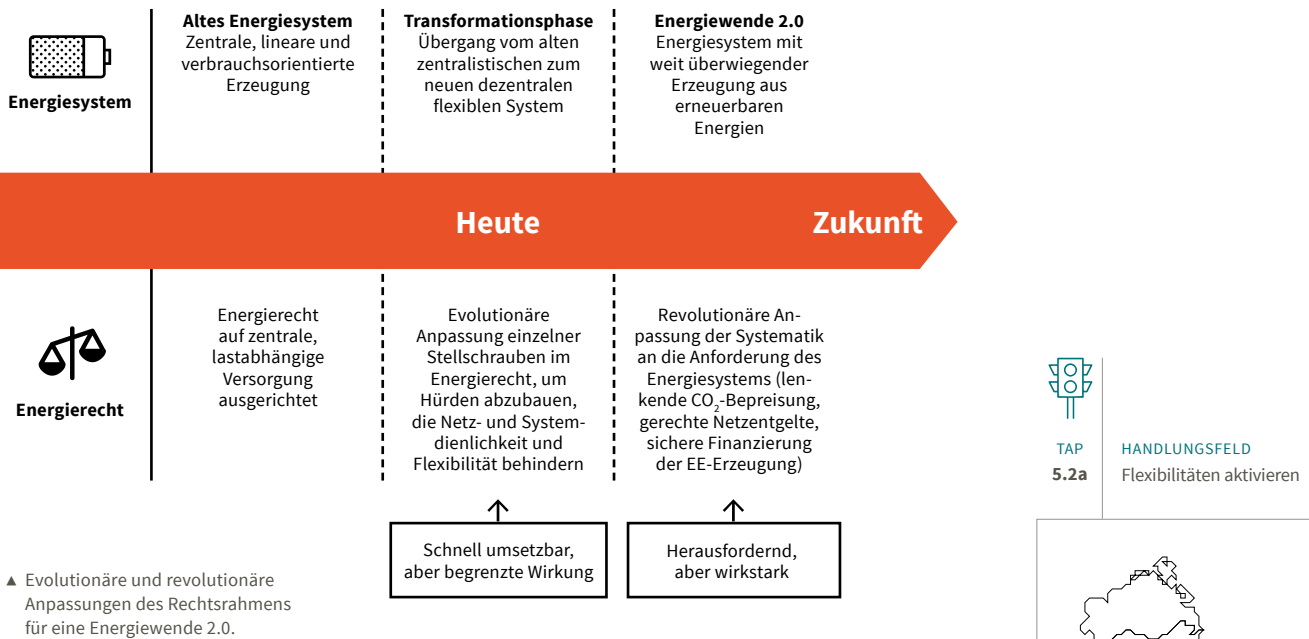 Energiesystem
Altes Energiesystem
Zentrale, lineare und
verbrauchsorientierte
Erzeugung
Transformationsphase
Übergang vom alten
zentralistischen zum
neuen dezentralen
flexiblen System
Energiewende 2.0
Energiesystem mit
weit überwiegender
Erzeugung aus
erneuerbaren
Energien
Heute
Zukunft
Energierecht
Energierecht
auf zentrale,
lastabhängige
Versorgung
ausgerichtet
Evolutionäre
Anpassung einzelner
Stellschrauben im
Energierecht, um
Hürden abzubauen,
die Netz- und System-
dienlichkeit und
Flexibilität behindern
Revolutionäre An-
passung der Systematik
an die Anforderung des
Energiesystems (len-
kende CO₂-Bepreisung,
gerechte Netzentgelte,
sichere Finanzierung
der EE-Erzeugung)
Schnell umsetzbar,
aber begrenzte Wirkung
Herausfordernd,
aber wirkstark
▲ Evolutionäre und revolutionäre
Anpassungen des Rechtsrahmens
für eine Energiewende 2.0.
TAP
5.2a
HANDLUNGSFELD
Flexibilitäten aktivieren